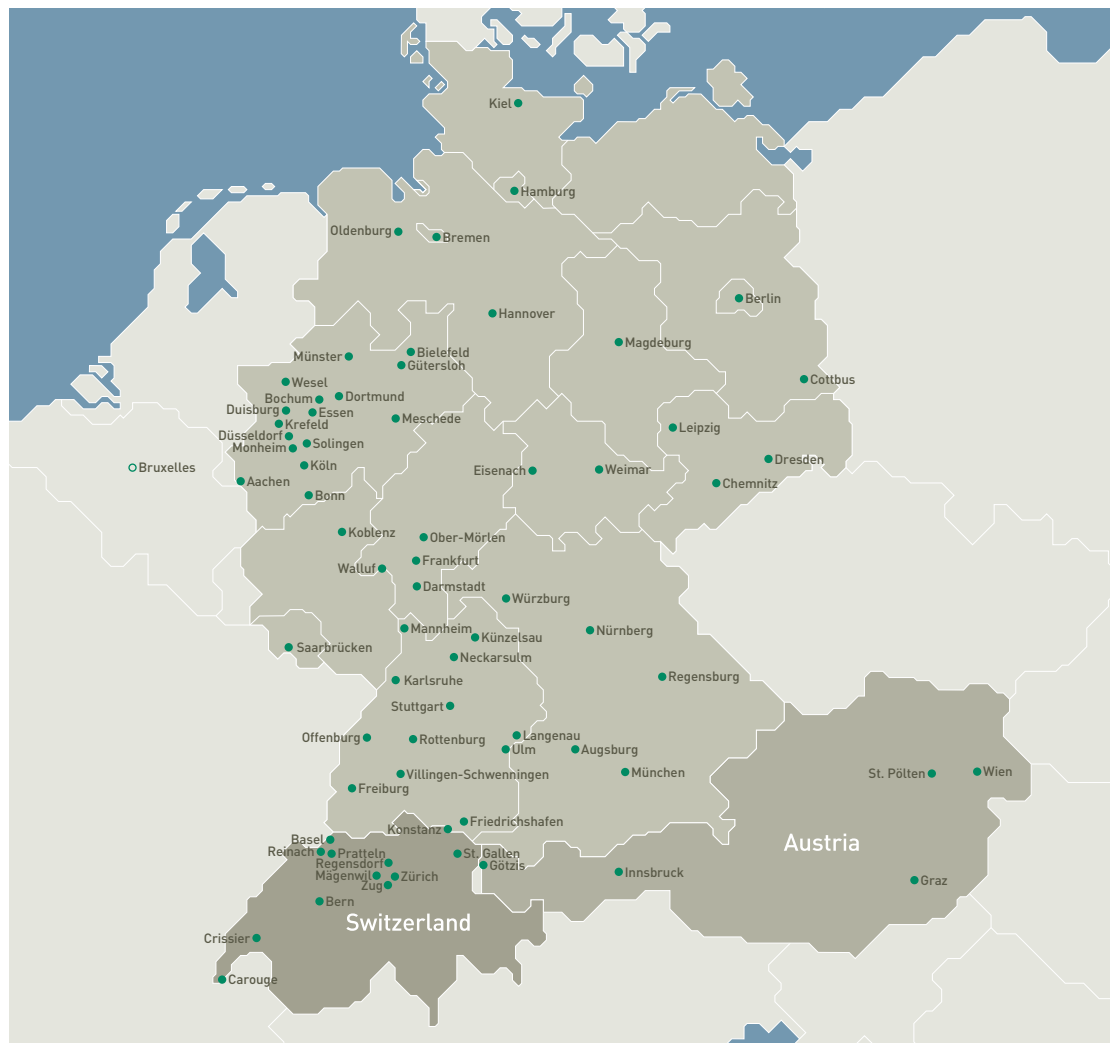 Kiel
Hamburg
Oldenburg
Bremen
Berlin
Hannover
Magdeburg
Münster
Bielefeld
Gütersloh
Cottbus
Wesel
Bochum
Dortmund
Duisburg
Essen
Meschede
Krefeld
Leipzig
Düsseldorf
Solingen
Monheim
Dresden
Bruxelles
Köln
Eisenach
Weimar
Aachen
Chemnitz
Bonn
Koblenz
Ober-Mörlen
Frankfurt
Walluf
Darmstadt
Würzburg
Mannheim
Künzelsau
Nürnberg
Saarbrücken
Neckarsulm
Karlsruhe
Regensburg
Stuttgart
Offenburg
Rottenburg
Langenau
Ulm
Augsburg
Villingen-Schwenningen
München
St. Pölten
Wien
Freiburg
Friedrichshafen
Konstanz
Basel
Austria
Reinach
Pratteln
St. Gallen
Regensdorf
Götzis
Mägenwil
Zürich
Innsbruck
Zug
Graz
Bern
Switzerland
Crissier
Carouge